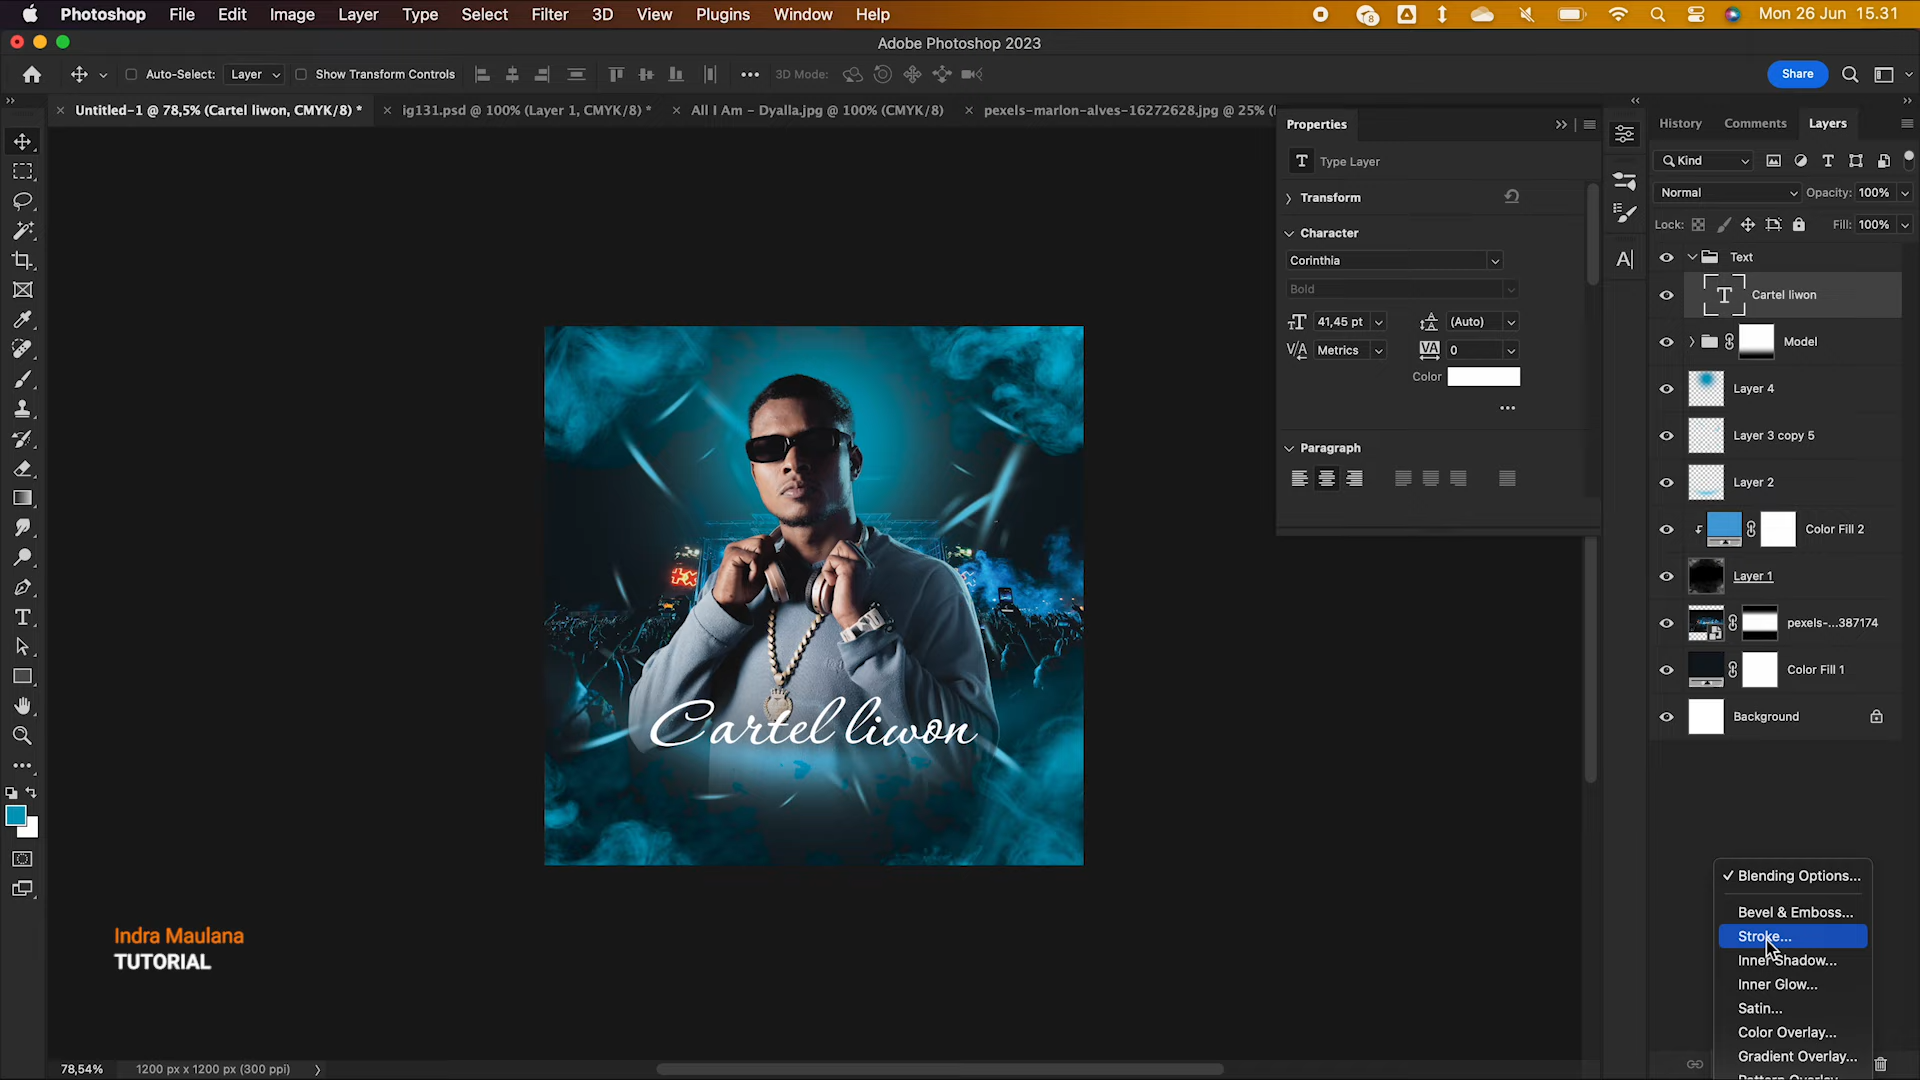 Photoshop File Edit Image Layer Type Select Filter 3D View Plugins Window Help
8
Mon 26 Jun 15.31
Adobe Photoshop 2023
Auto-Select: Layer Show Transform Controls
3D Mode:
Share
Untitled-1 @ 78,5% (Cartel liwon, CMYK/8) *
ig131.psd @ 100% (Layer 1, CMYK/8) *
All I Am – Dyalla.jpg @ 100% (CMYK/8)
pexels-marlon-alves-16272628.jpg @ 25% (
Properties
T Type Layer
Transform
Character
Corinthia
Bold
41,45 pt
(Auto)
Metrics
0
Color
Paragraph
History Comments Layers
Kind
Normal
Opacity: 100%
Lock:
Fill: 100%
Text
Cartel liwon
Model
Layer 4
Layer 3 copy 5
Layer 2
Color Fill 2
Layer 1
pexels-...387174
Color Fill 1
Background
Cartel liwon
Blending Options...
Bevel & Emboss...
Stroke...
Inner Shadow...
Inner Glow...
Satin...
Color Overlay...
Gradient Overlay...
Indra Maulana
TUTORIAL
78,54%
1200 px x 1200 px (300 ppi)